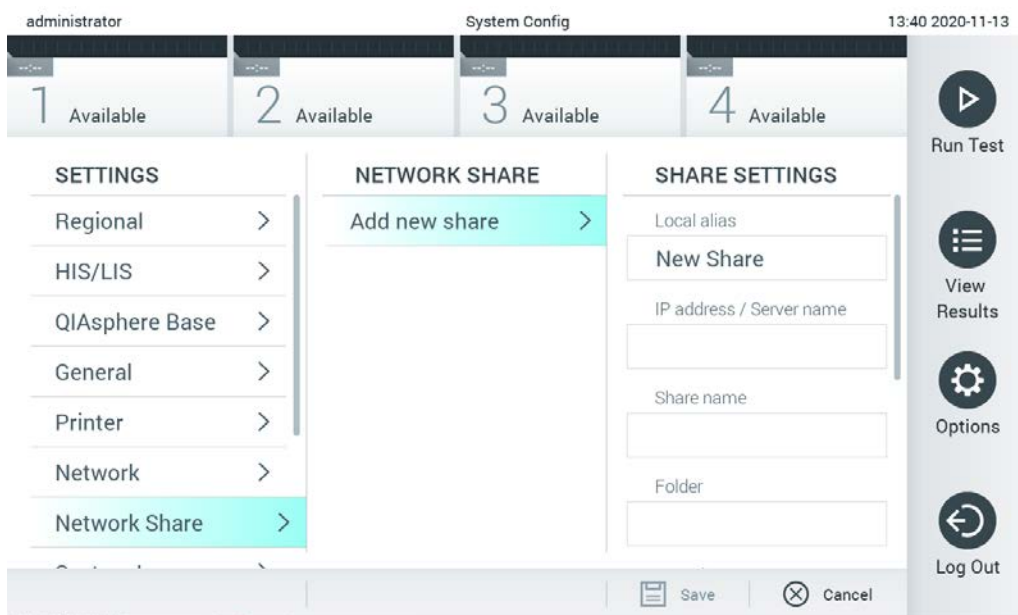 administrator
System Config
13:40 2020-11-13
--:--
--:--
--:--
--:--
1 Available
2 Available
3 Available
4 Available
Run Test
View
Results
Options
Log Out
SETTINGS
Regional
HIS/LIS
QIAsphere Base
General
Printer
Network
Network Share
NETWORK SHARE
Add new share
SHARE SETTINGS
Local alias
New Share
IP address / Server name
Share name
Folder
Save
Cancel